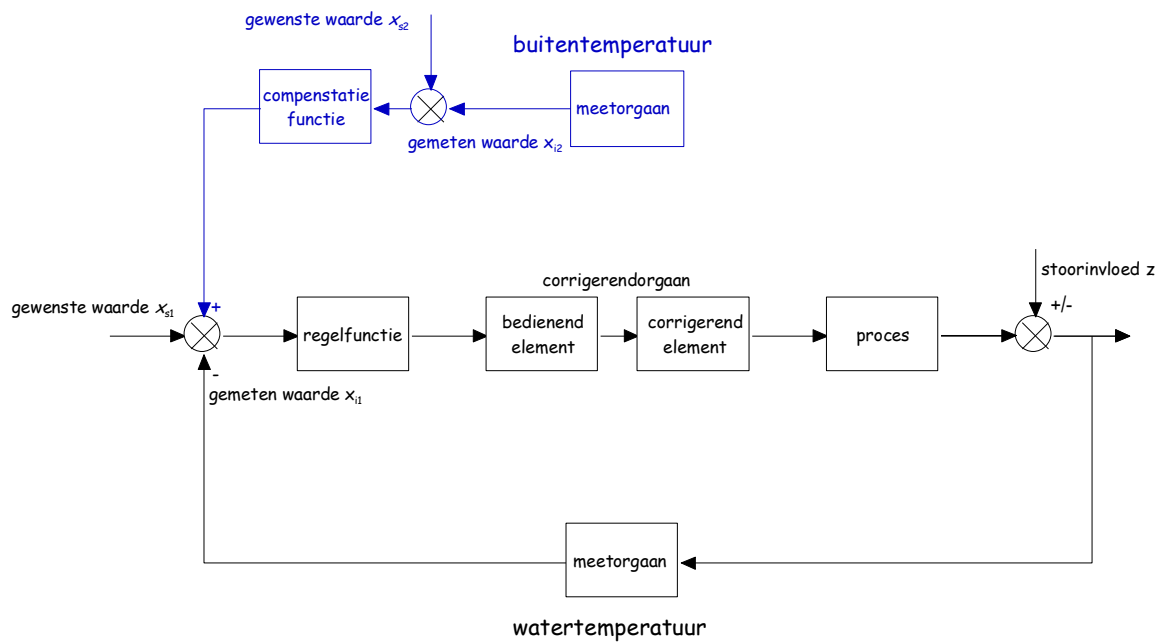 gewenste waarde xs2
buitentemperatuur
compenstatie
functie
meetorgaan
gemeten waarde xi2
stoorinvloed z
corrigerendorgaan
gewenste waarde xs1
+
+/-
regelfunctie
bedienend
element
corrigerend
element
proces
-
gemeten waarde xi1
meetorgaan
watertemperatuur